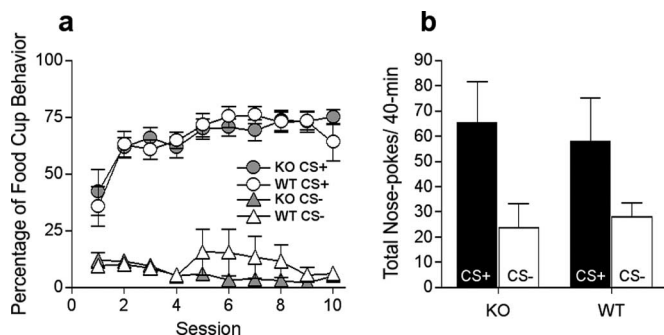 a
Percentage of Food Cup Behavior
100
75
50
25
0
KO CS+
WT CS+
KO CS-
WT CS-
0 2 4 6 8 10
Session
b
Total Nose-pokes/ 40-min
90
80
70
60
50
40
30
20
10
0
CS+ CS- CS+ CS-
KO WT